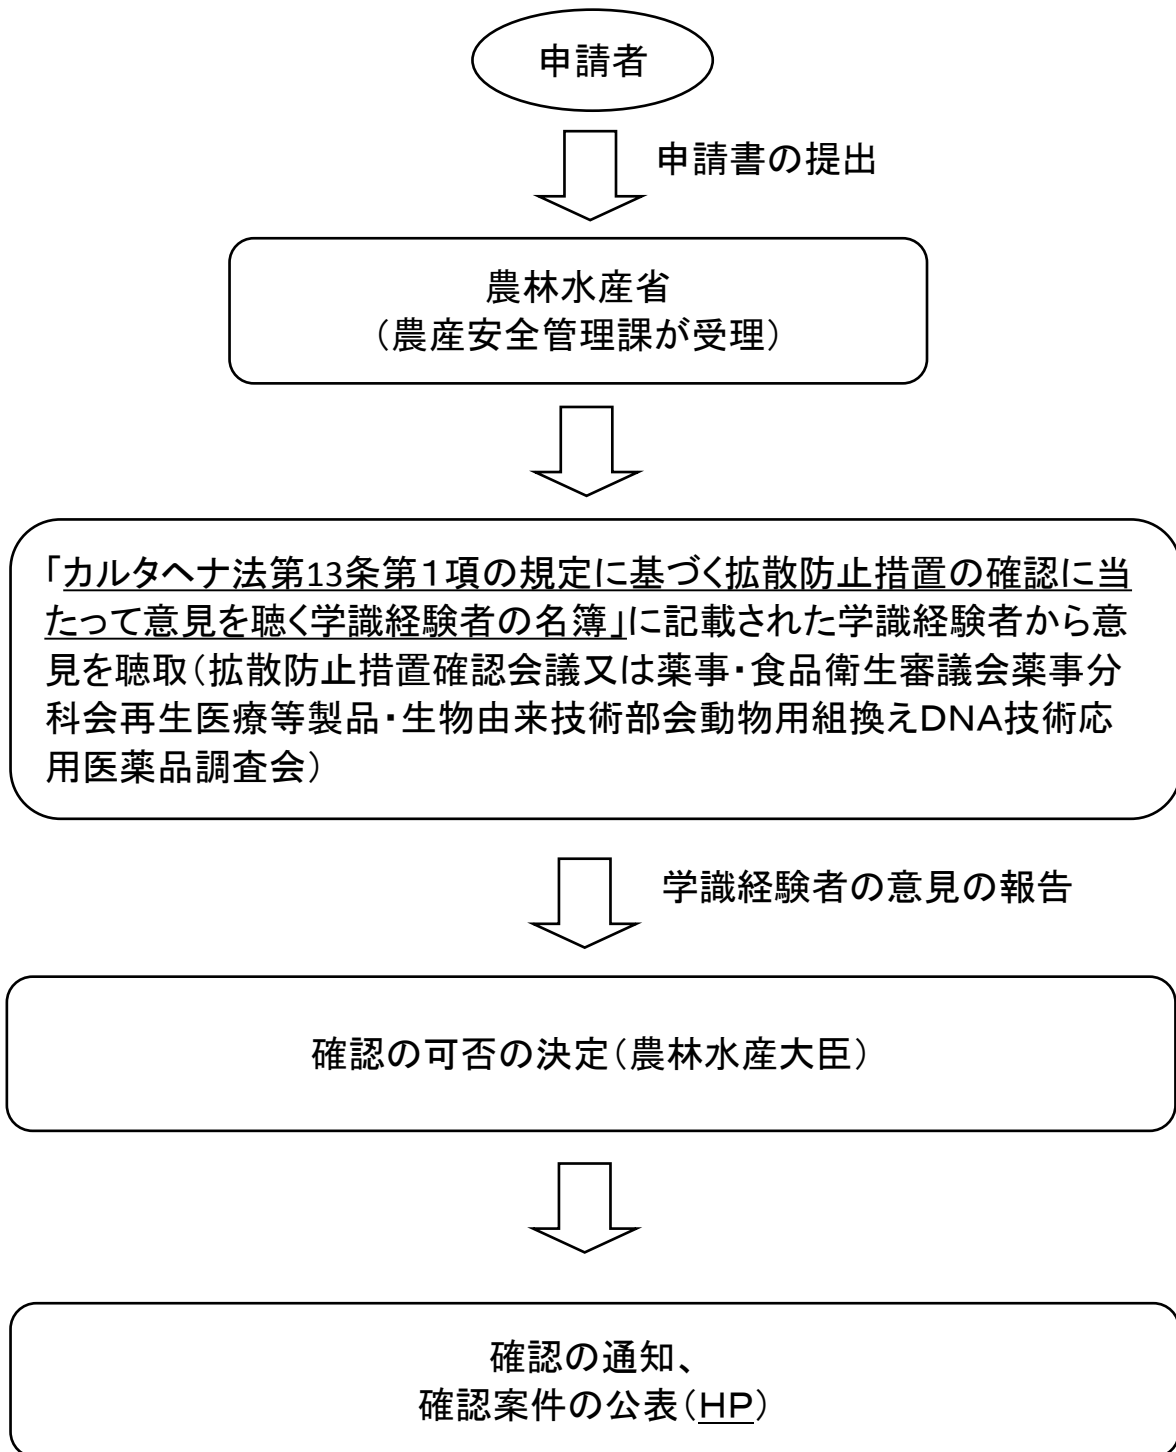 申請者
申請書の提出
農林水産省
（農産安全管理課が受理）
「カルタヘナ法第13条第１項の規定に基づく拡散防止措置の確認に当
たって意見を聴く学識経験者の名簿」に記載された学識経験者から意
見を聴取（拡散防止措置確認会議又は薬事・食品衛生審議会薬事分
科会再生医療等製品・生物由来技術部会動物用組換えDNA技術応
用医薬品調査会）
学識経験者の意見の報告
確認の可否の決定（農林水産大臣）
確認の通知、
確認案件の公表（HP）